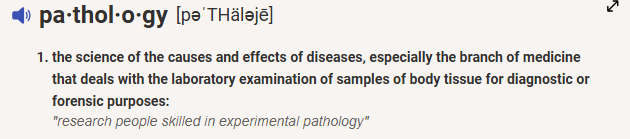 pa·thol·o·gy [pəˈTHäləjē]
1. the science of the causes and effects of diseases, especially the branch of medicine
that deals with the laboratory examination of samples of body tissue for diagnostic or
forensic purposes:
"research people skilled in experimental pathology"